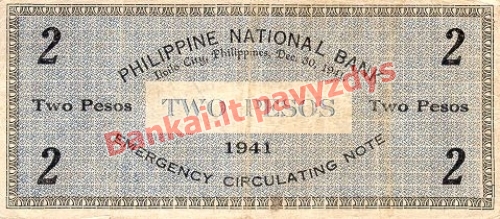 2 2
PHILIPPINE NATIONAL BANK
Iloilo City, Philippines, Dec. 30, 1941
Two Pesos TWO PESOS Two Pesos
Bankai.lt pavyzdys
1941
EMERGENCY CIRCULATING NOTE
2 2